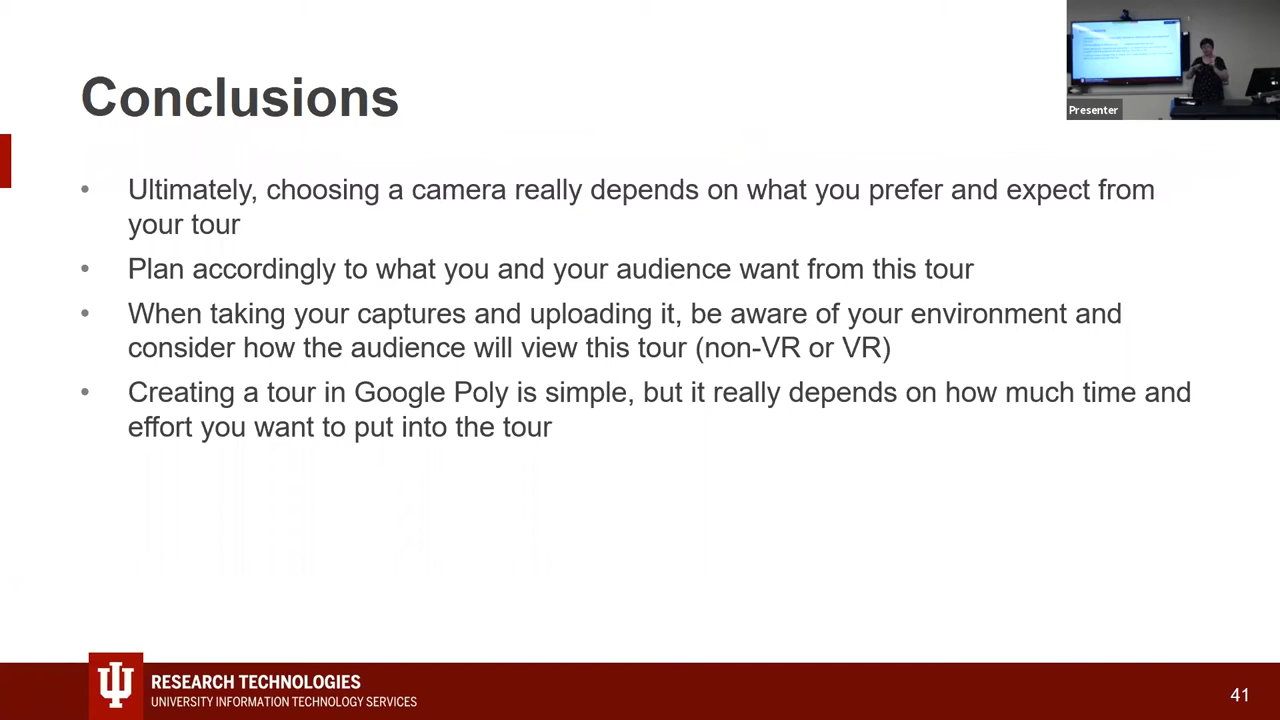 Presenter
Conclusions
• Ultimately, choosing a camera really depends on what you prefer and expect from
your tour
• Plan accordingly to what you and your audience want from this tour
• When taking your captures and uploading it, be aware of your environment and
consider how the audience will view this tour (non-VR or VR)
• Creating a tour in Google Poly is simple, but it really depends on how much time and
effort you want to put into the tour
RESEARCH TECHNOLOGIES
UNIVERSITY INFORMATION TECHNOLOGY SERVICES
41